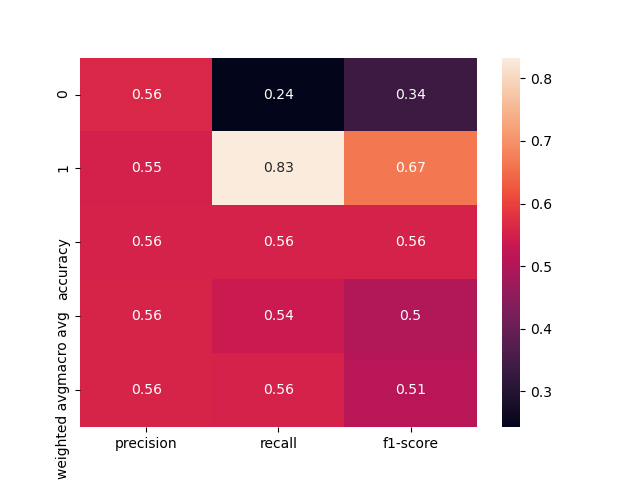 0 0.56 0.24 0.34
1 0.55 0.83 0.67
accuracy 0.56 0.56 0.56
macro avg 0.56 0.54 0.5
weighted avg 0.56 0.56 0.51
precision recall f1-score
0.8
0.7
0.6
0.5
0.4
0.3